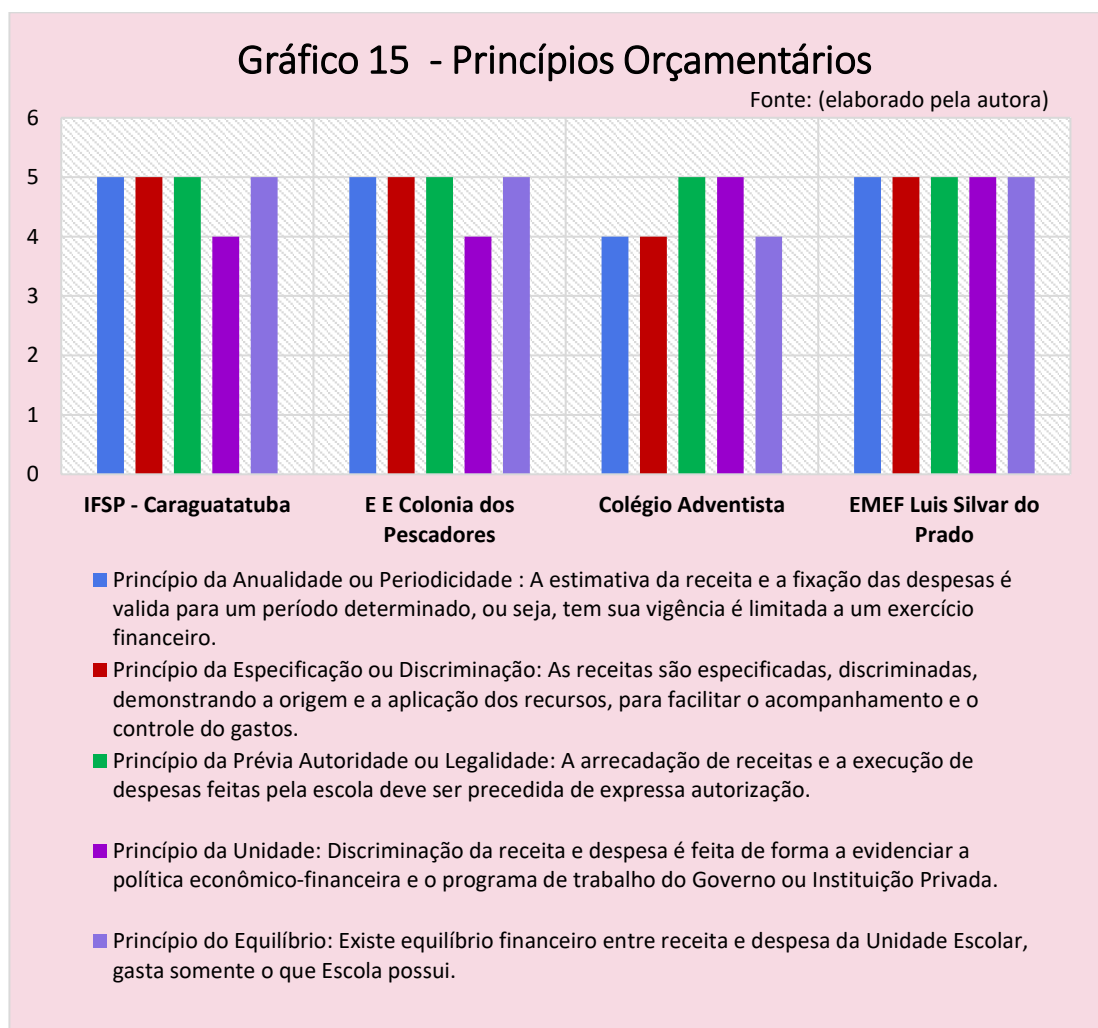 Gráfico 15  - Princípios Orçamentários
Fonte: (elaborado pela autora)
6
5
4
3
2
1
0
IFSP - Caraguatatuba
E E Colonia dos
Pescadores
Colégio Adventista
EMEF Luis Silvar do
Prado
Princípio da Anualidade ou Periodicidade : A estimativa da receita e a fixação das despesas é
valida para um período determinado, ou seja, tem sua vigência é limitada a um exercício
financeiro.
Princípio da Especificação ou Discriminação: As receitas são especificadas, discriminadas,
demonstrando a origem e a aplicação dos recursos, para facilitar o acompanhamento e o
controle do gastos.
Princípio da Prévia Autoridade ou Legalidade: A arrecadação de receitas e a execução de
despesas feitas pela escola deve ser precedida de expressa autorização.
Princípio da Unidade: Discriminação da receita e despesa é feita de forma a evidenciar a
política econômico-financeira e o programa de trabalho do Governo ou Instituição Privada.
Princípio do Equilíbrio: Existe equilíbrio financeiro entre receita e despesa da Unidade Escolar,
gasta somente o que Escola possui.